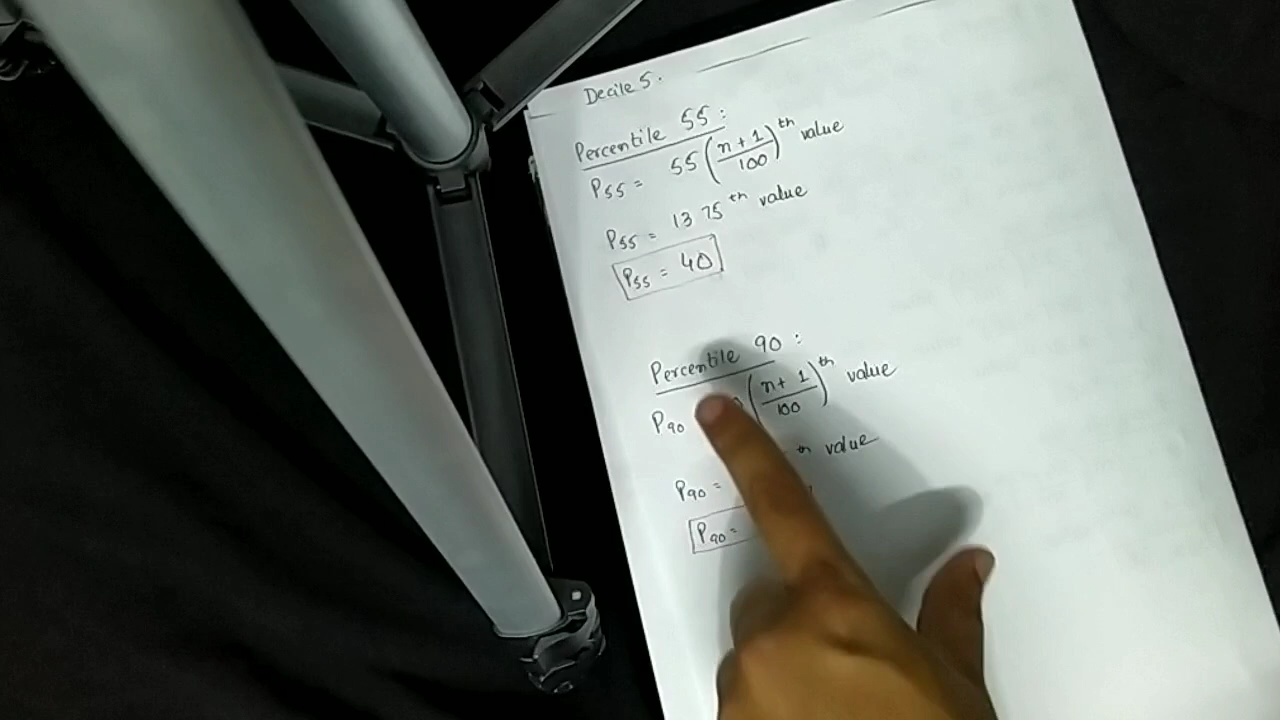 Decile 5.
Percentile 55 :
P55 = 55 (n + 1 / 100)th value
P55 = 13 75th value
P55 = 40
Percentile 90 :
P90 (n + 1 / 100)th value
P90 = th value
P90 =